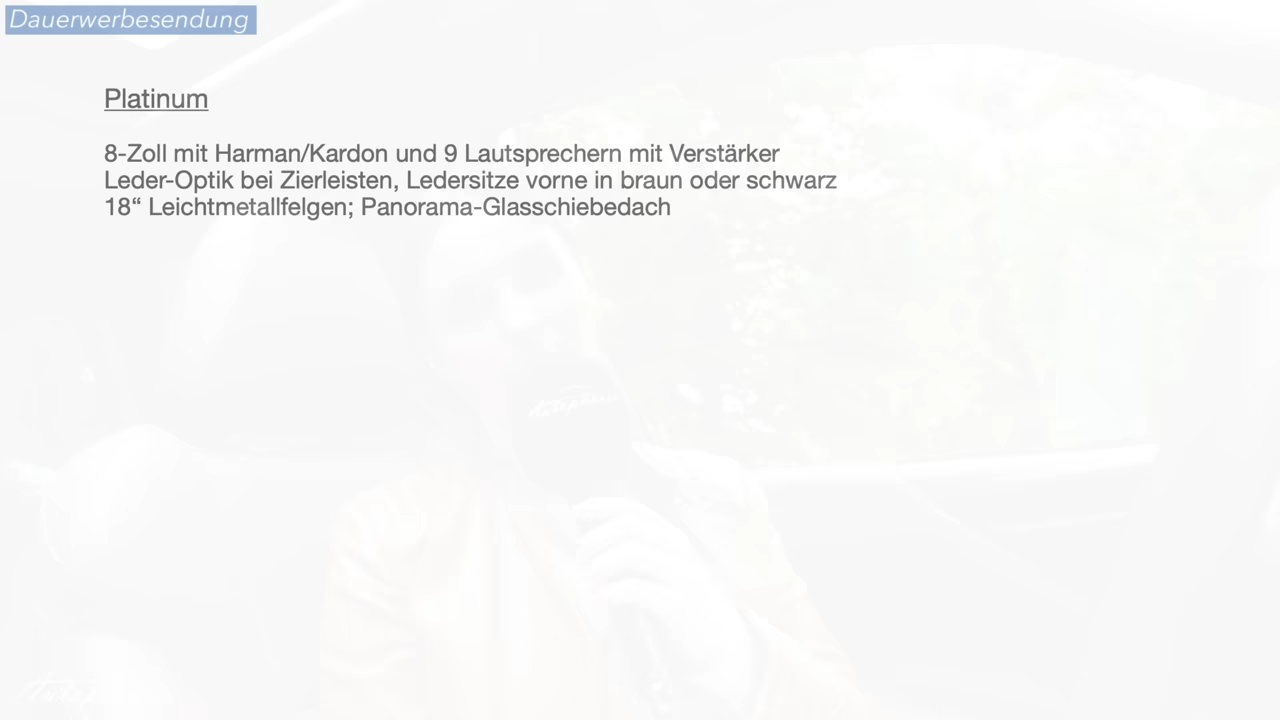 Dauerwerbesendung
Platinum
8-Zoll mit Harman/Kardon und 9 Lautsprechern mit Verstärker
Leder-Optik bei Zierleisten, Ledersitze vorne in braun oder schwarz
18“ Leichtmetallfelgen; Panorama-Glasschiebedach